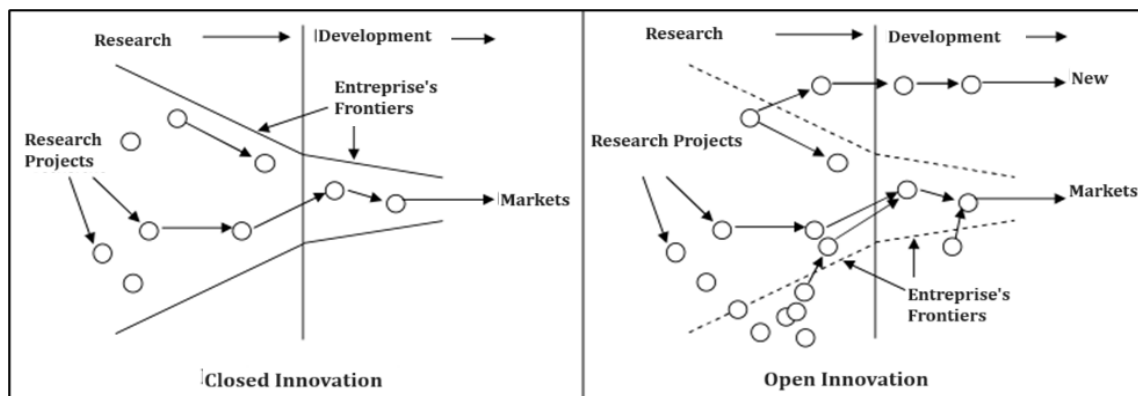 Research
Development
Entreprise's
Frontiers
Research
Projects
Markets
Closed Innovation
Research
Development
New
Research Projects
Markets
Entreprise's
Frontiers
Open Innovation